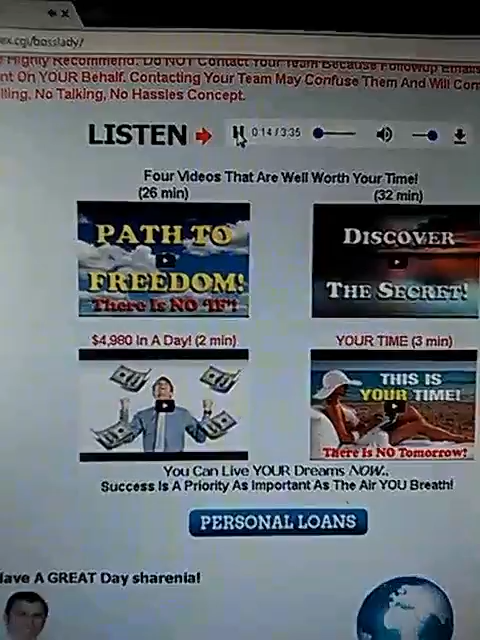 ex.cgi/bosslady/
Highly Recommend: Do NOT Contact Your Team Because Followup Emails
nt On YOUR Behalf. Contacting Your Team May Confuse Them And Will Com
lling, No Talking, No Hassles Concept.
LISTEN
0:14 / 3:35
Four Videos That Are Well Worth Your Time!
(26 min) (32 min)
PATH TO
FREEDOM!
There Is NO "IF"!
DISCOVER
THE SECRET!
$4,980 In A Day! (2 min) YOUR TIME (3 min)
THIS IS
YOUR TIME!
There Is NO Tomorrow!
You Can Live YOUR Dreams NOW..
Success Is A Priority As Important As The Air YOU Breath!
PERSONAL LOANS
Have A GREAT Day sharenia!